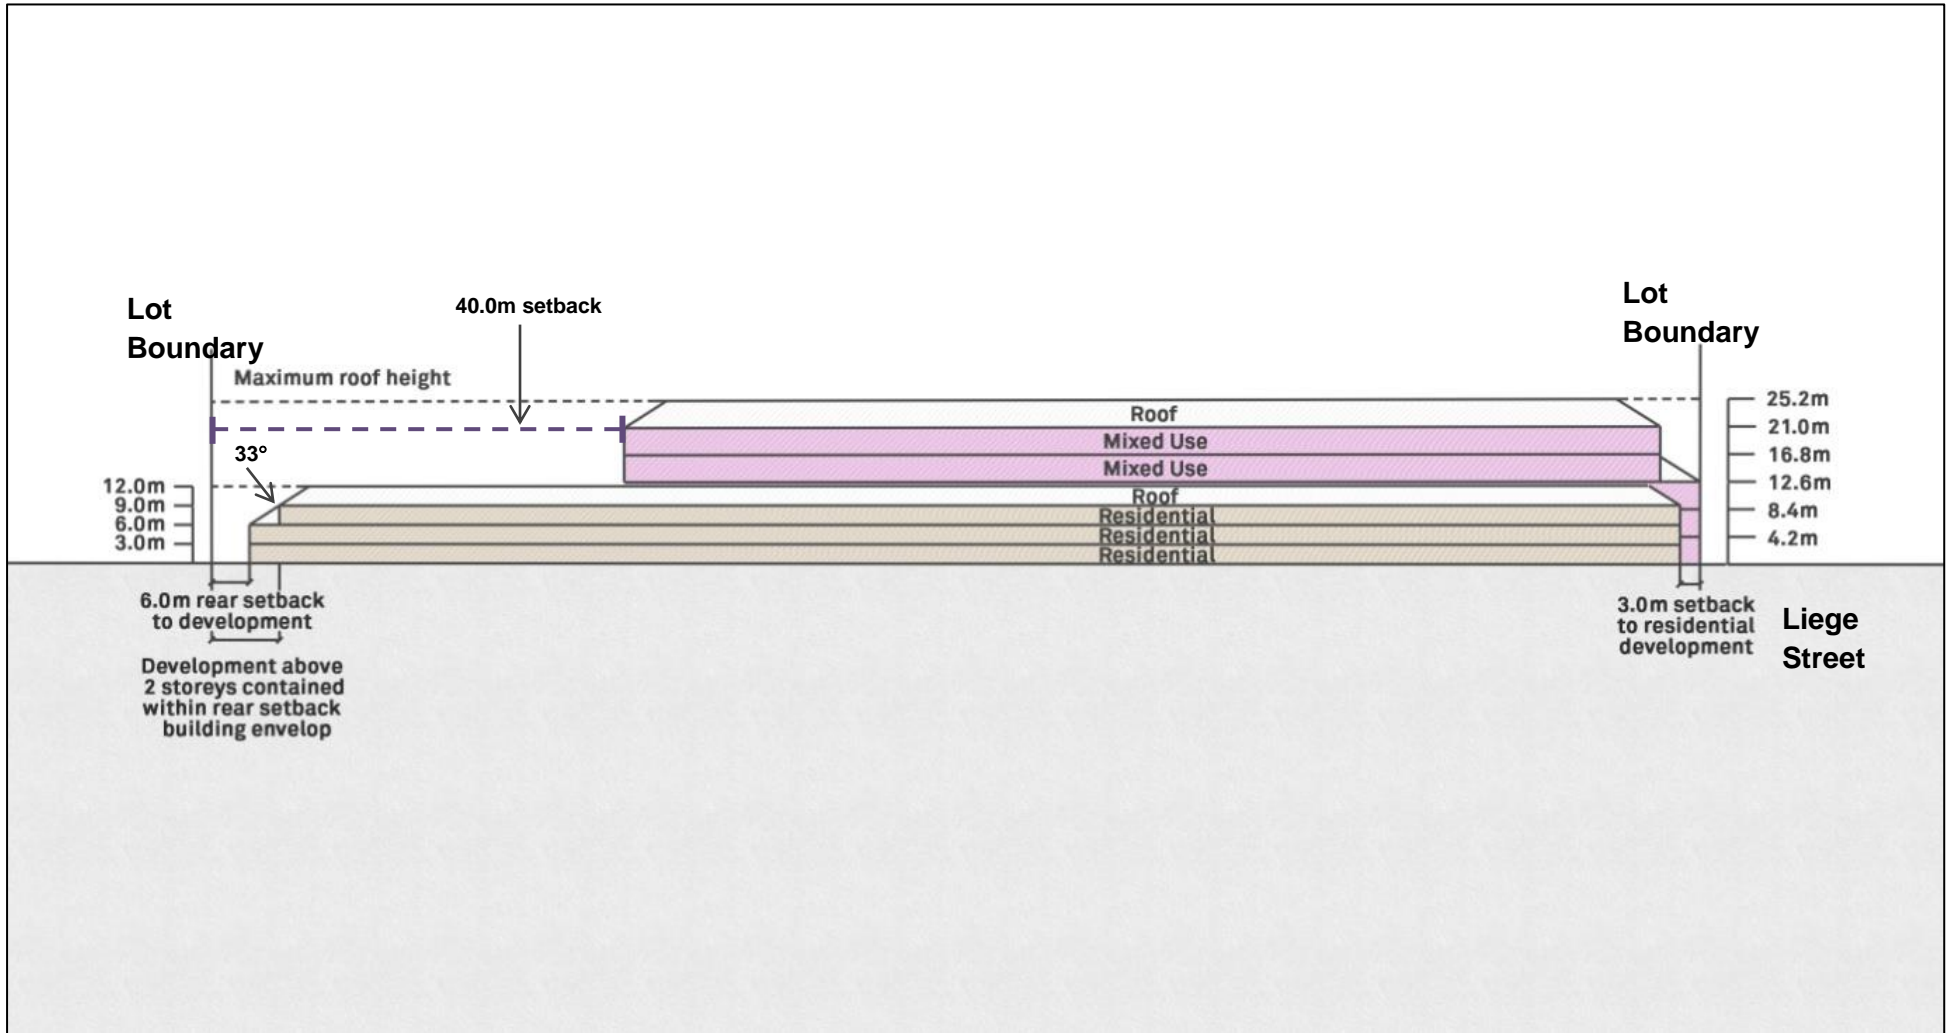 Lot
Boundary
40.0m setback
Lot
Boundary
Maximum roof height
33°
Roof
Mixed Use
Mixed Use
Roof
Residential
Residential
Residential
12.0m
9.0m
6.0m
3.0m
25.2m
21.0m
16.8m
12.6m
8.4m
4.2m
6.0m rear setback
to development
Development above
2 storeys contained
within rear setback
building envelop
3.0m setback
to residential
development
Liege
Street